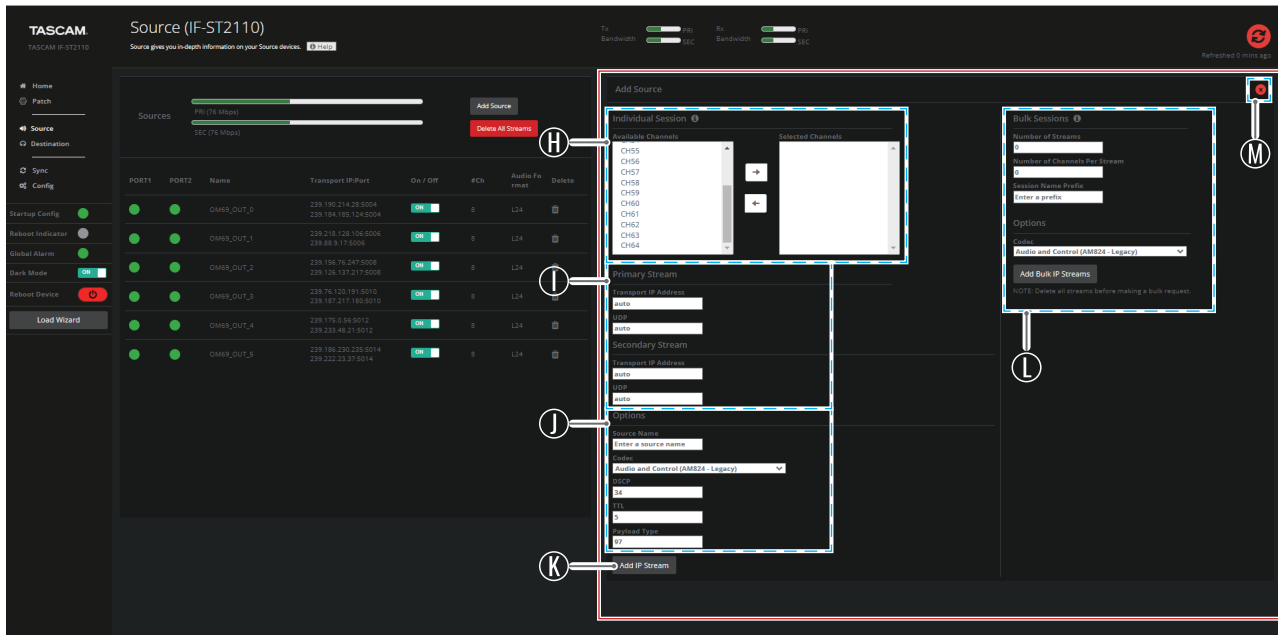 TASCAM.
TASCAM IF-ST2110
Source (IF-ST2110)
Source gives you in-depth information on your Source devices.
Help
Tx
Bandwidth
PRI
SEC
Rx
Bandwidth
PRI
SEC
Refreshed 0 mins ago
Home
Patch
Source
Destination
Sync
Config
Startup Config
Reboot Indicator
Global Alarm
Dark Mode ON
Reboot Device
Load Wizard
Sources
PRI (76 Mbps)
SEC (76 Mbps)
Add Source
Delete All Streams
PORT1 PORT2 Name Transport IP:Port On / Off #Ch Audio Fo
rmat Delete
OM69_OUT_0 239.190.214.28:5004 ON 8 L24
239.184.185.124:5004
OM69_OUT_1 239.218.128.106:5006 ON 8 L24
239.88.9.17:5006
OM69_OUT_2 239.156.76.247:5008 ON 8 L24
239.126.137.217:5008
OM69_OUT_3 239.76.120.191:5010 ON 8 L24
239.187.217.180:5010
OM69_OUT_4 239.175.0.56:5012 ON 8 L24
239.233.48.21:5012
OM69_OUT_5 239.186.230.235:5014 ON 8 L24
239.222.23.37:5014
Add Source
H
Individual Session
Available Channels
CH55
CH56
CH57
CH58
CH59
CH60
CH61
CH62
CH63
CH64
Selected Channels
I
Primary Stream
Transport IP Address
auto
UDP
auto
Secondary Stream
Transport IP Address
auto
UDP
auto
J
Options
Source Name
Enter a source name
Codec
Audio and Control (AM824 - Legacy)
DSCP
34
TTL
5
Payload Type
97
K
Add IP Stream
M
Bulk Sessions
Number of Streams
0
Number of Channels Per Stream
0
Session Name Prefix
Enter a prefix
Options
Codec
Audio and Control (AM824 - Legacy)
Add Bulk IP Streams
NOTE: Delete all streams before making a bulk request.
L